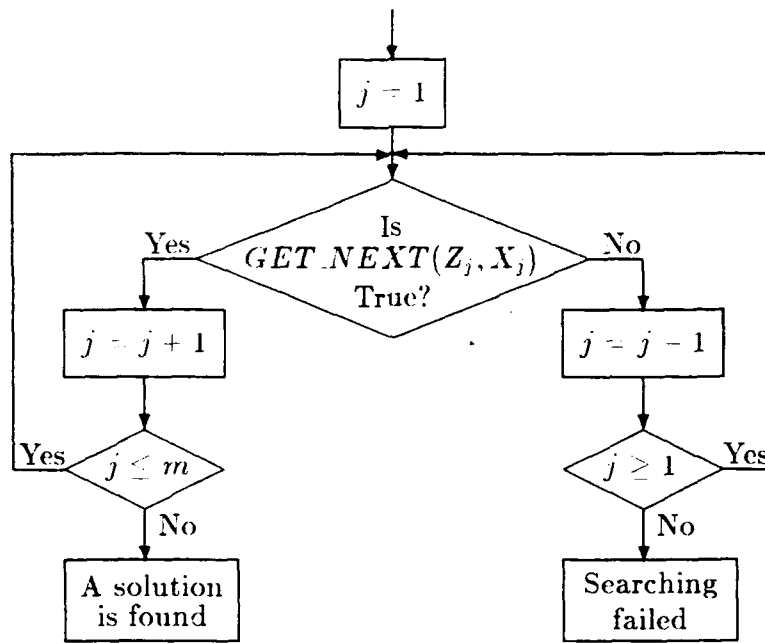 j = 1
Is
Yes
GET_NEXT(Z_j, X_j)
No
True?
j = j + 1
j = j − 1
Yes
j ≤ m
j ≥ 1
Yes
No
No
A solution
is found
Searching
failed